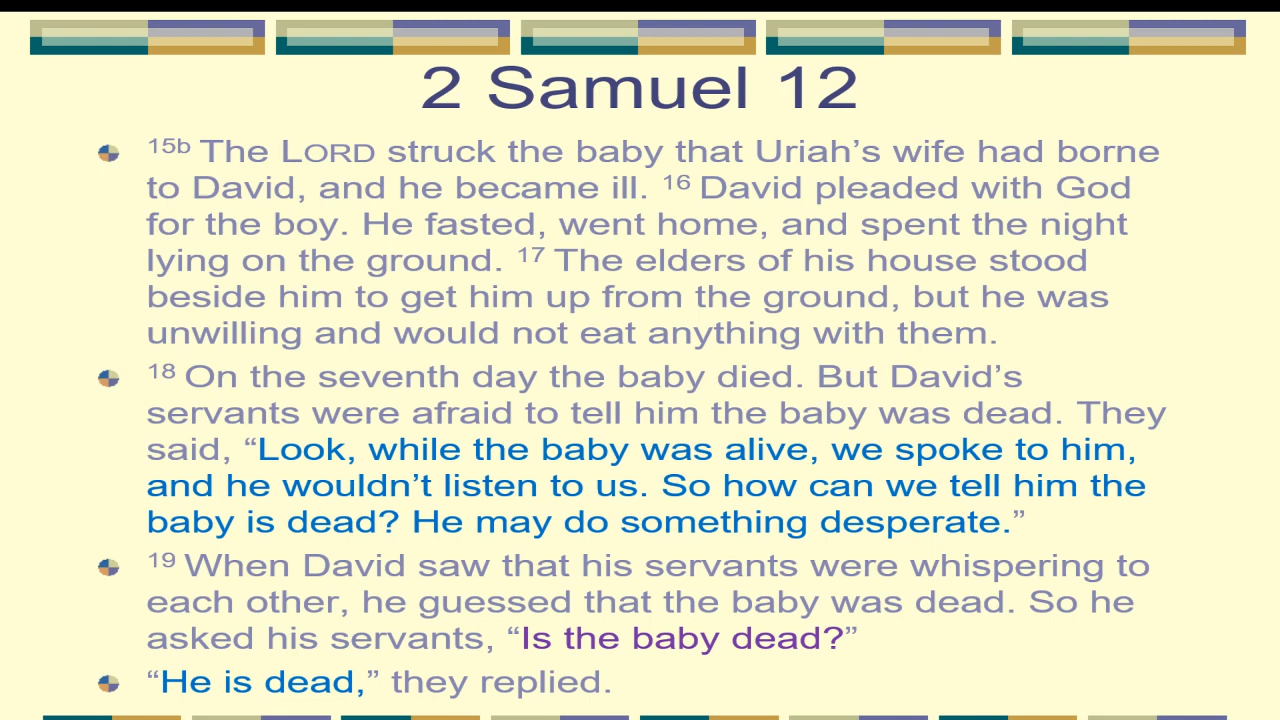 2 Samuel 12
15b The LORD struck the baby that Uriah’s wife had borne
to David, and he became ill. 16 David pleaded with God
for the boy. He fasted, went home, and spent the night
lying on the ground. 17 The elders of his house stood
beside him to get him up from the ground, but he was
unwilling and would not eat anything with them.
18 On the seventh day the baby died. But David’s
servants were afraid to tell him the baby was dead. They
said, “Look, while the baby was alive, we spoke to him,
and he wouldn’t listen to us. So how can we tell him the
baby is dead? He may do something desperate.”
19 When David saw that his servants were whispering to
each other, he guessed that the baby was dead. So he
asked his servants, “Is the baby dead?”
“He is dead,” they replied.